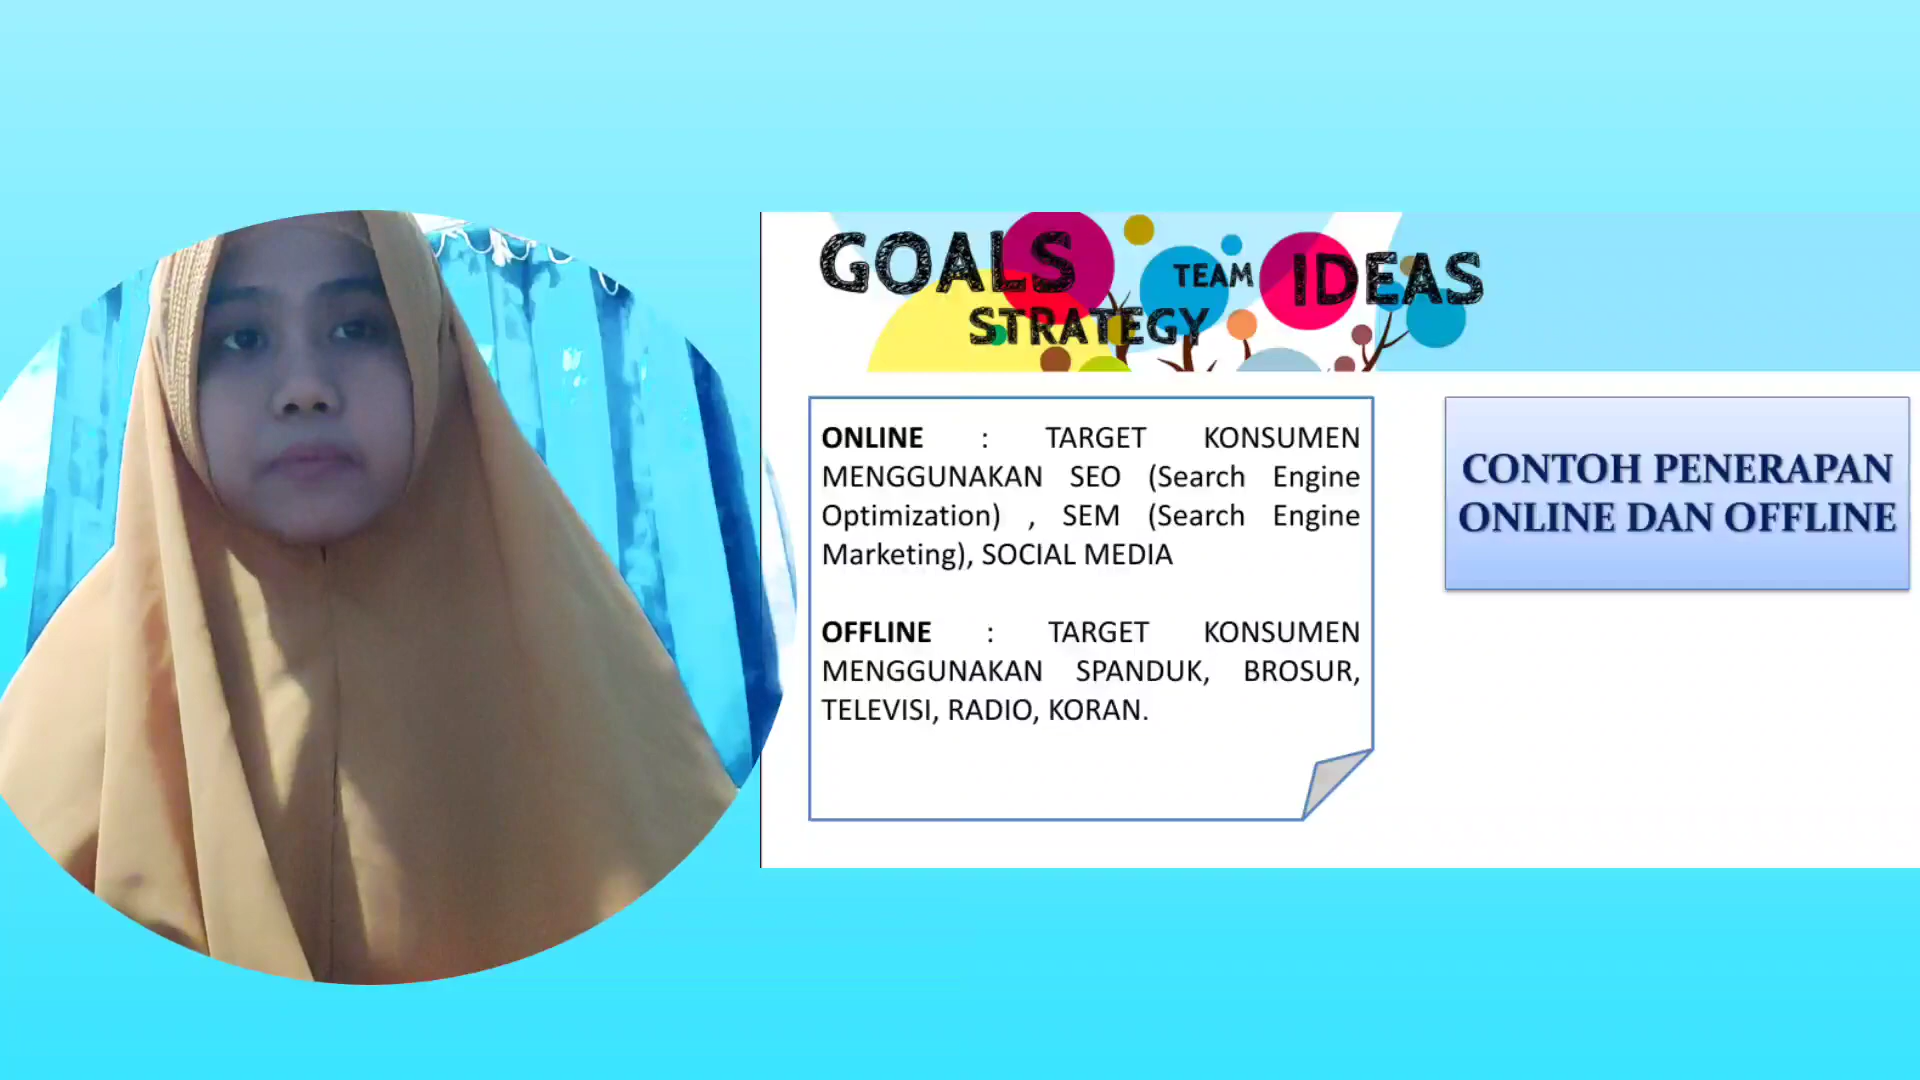 GOALS
TEAM
IDEAS
STRATEGY
ONLINE : TARGET KONSUMEN
MENGGUNAKAN SEO (Search Engine
Optimization) , SEM (Search Engine
Marketing), SOCIAL MEDIA
OFFLINE : TARGET KONSUMEN
MENGGUNAKAN SPANDUK, BROSUR,
TELEVISI, RADIO, KORAN.
CONTOH PENERAPAN
ONLINE DAN OFFLINE